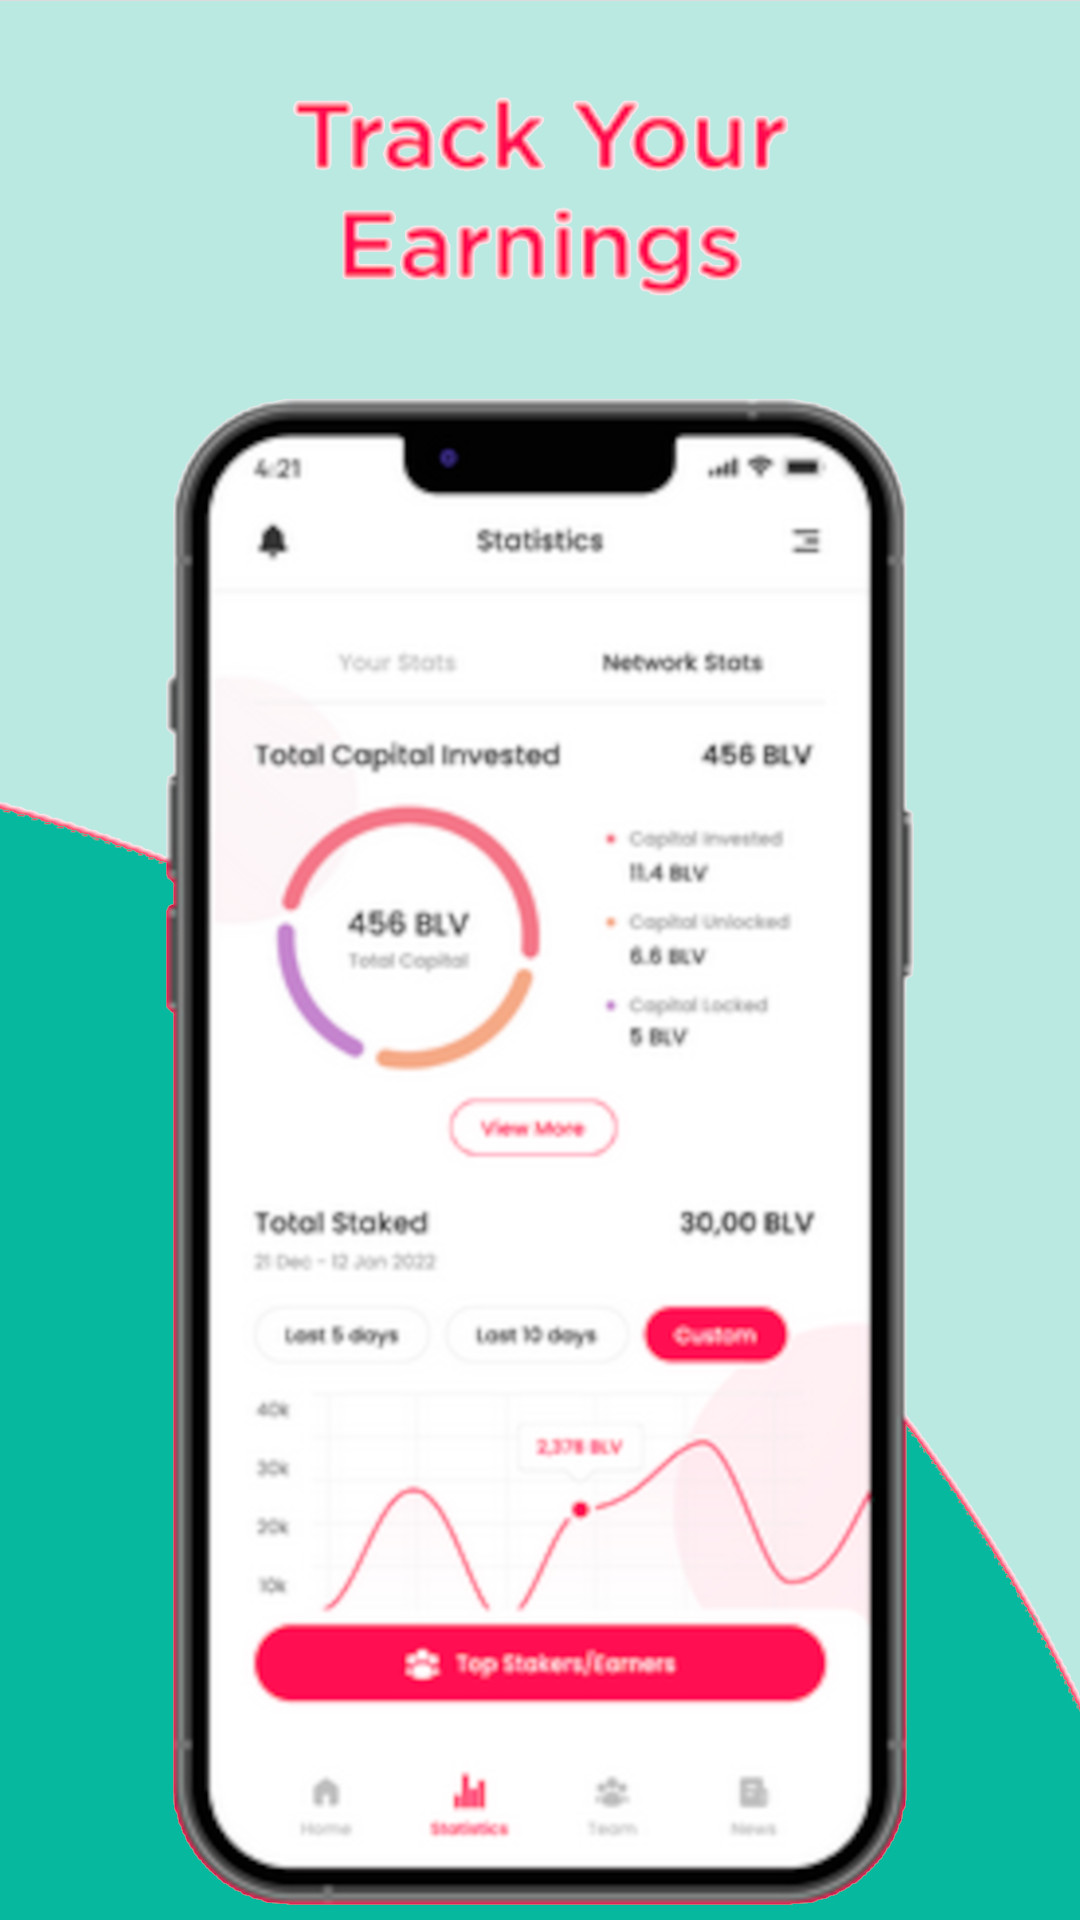 Track Your
Earnings
4:21
Statistics
Your Stats
Network Stats
Total Capital Invested
456 BLV
456 BLV
Total Capital
Capital Invested
11.4 BLV
Capital Unlocked
6.6 BLV
Capital Locked
5 BLV
View More
Total Staked
30,00 BLV
21 Dec - 12 Jan 2022
Last 5 days
Last 10 days
Custom
40k
2,378 BLV
30k
20k
10k
Top Stakers/Earners
Home
Statistics
Team
News